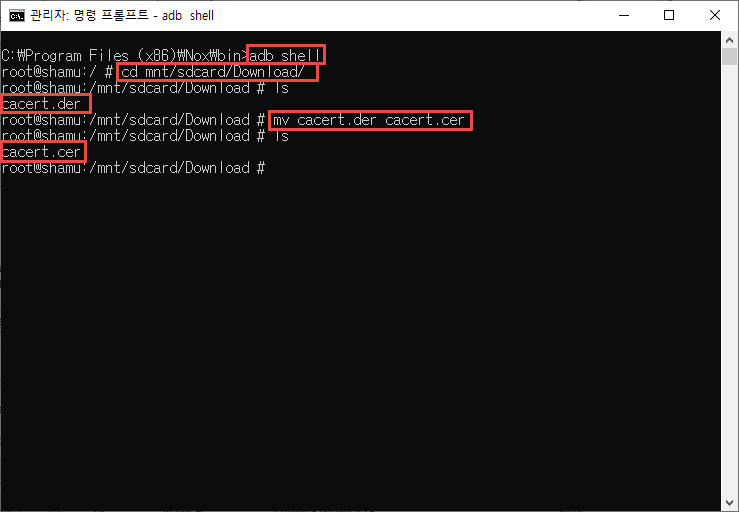 관리자: 명령 프롬프트 - adb  shell
C:₩Program Files (x86)₩Nox₩bin>adb shell
root@shamu:/ # cd mnt/sdcard/Download/
root@shamu:/mnt/sdcard/Download # ls
cacert.der
root@shamu:/mnt/sdcard/Download # mv cacert.der cacert.cer
root@shamu:/mnt/sdcard/Download # ls
cacert.cer
root@shamu:/mnt/sdcard/Download #